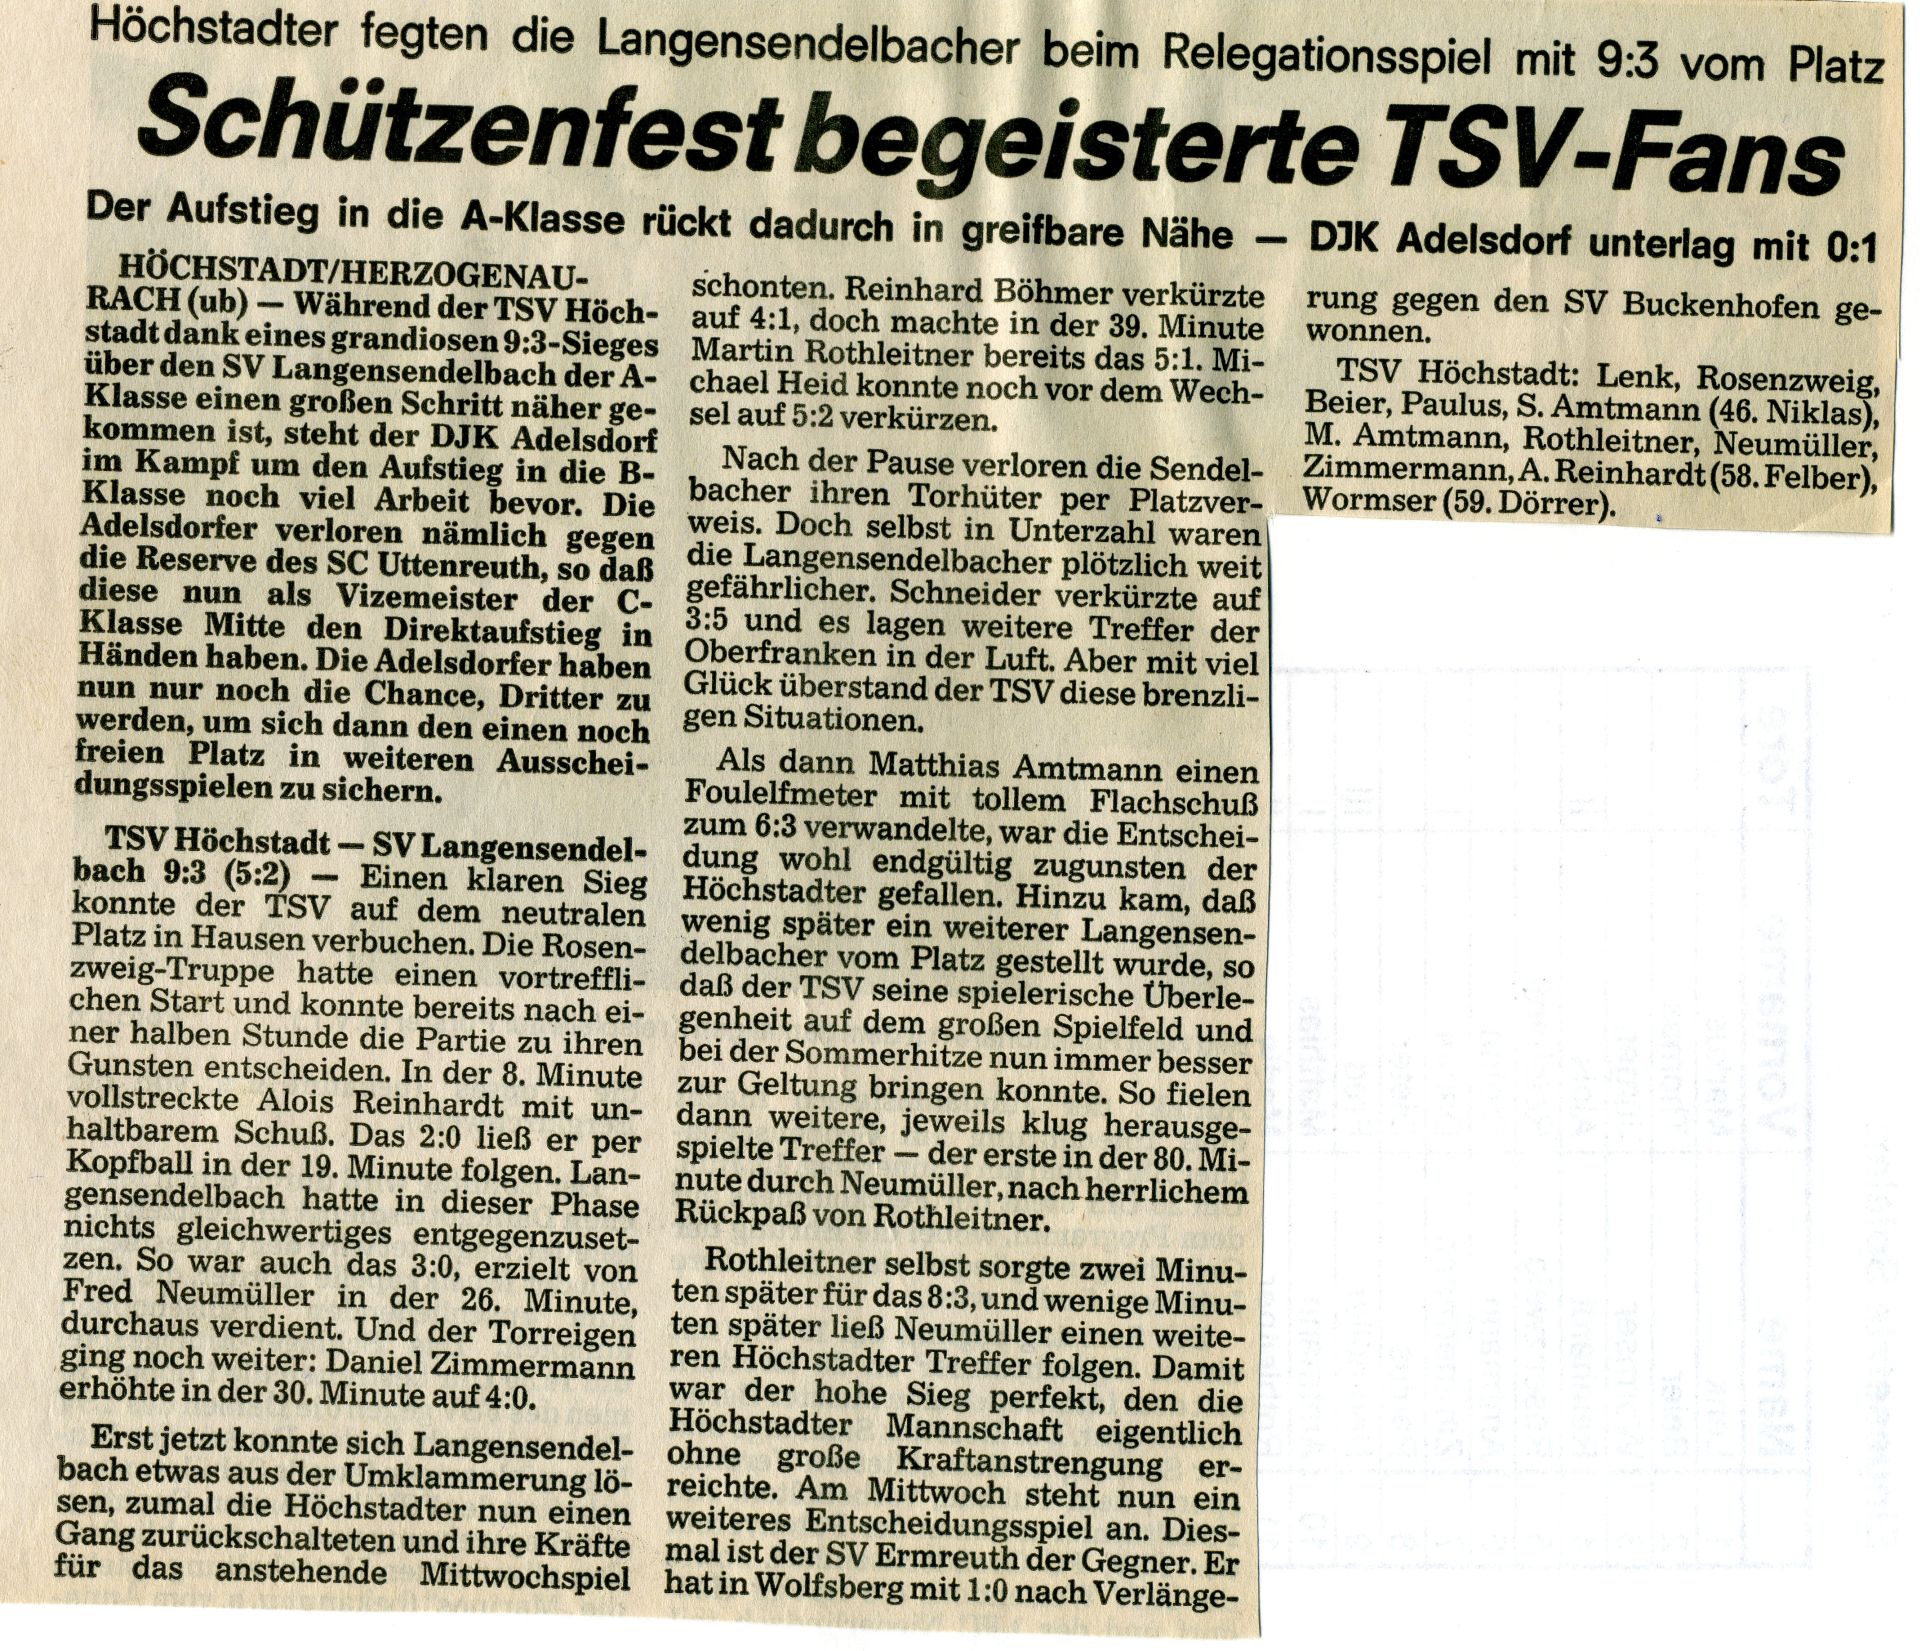 Höchstadter fegten die Langensendelbacher beim Relegationsspiel mit 9:3 vom Platz
Schützenfest begeisterte TSV-Fans
Der Aufstieg in die A-Klasse rückt dadurch in greifbare Nähe — DJK Adelsdorf unterlag mit 0:1
HÖCHSTADT/HERZOGENAU-
RACH (ub) — Während der TSV Höch-
stadt dank eines grandiosen 9:3-Sieges
über den SV Langensendelbach der A-
Klasse einen großen Schritt näher ge-
kommen ist, steht der DJK Adelsdorf
im Kampf um den Aufstieg in die B-
Klasse noch viel Arbeit bevor. Die
Adelsdorfer verloren nämlich gegen
die Reserve des SC Uttenreuth, so daß
diese nun als Vizemeister der C-
Klasse Mitte den Direktaufstieg in
Händen haben. Die Adelsdorfer haben
nun nur noch die Chance, Dritter zu
werden, um sich dann den einen noch
freien Platz in weiteren Ausschei-
dungsspielen zu sichern.
TSV Höchstadt — SV Langensendel-
bach 9:3 (5:2) — Einen klaren Sieg
konnte der TSV auf dem neutralen
Platz in Hausen verbuchen. Die Rosen-
zweig-Truppe hatte einen vortreffli-
chen Start und konnte bereits nach ei-
ner halben Stunde die Partie zu ihren
Gunsten entscheiden. In der 8. Minute
vollstreckte Alois Reinhardt mit un-
haltbarem Schuß. Das 2:0 ließ er per
Kopfball in der 19. Minute folgen. Lan-
gensendelbach hatte in dieser Phase
nichts gleichwertiges entgegenzuset-
zen. So war auch das 3:0, erzielt von
Fred Neumüller in der 26. Minute,
durchaus verdient. Und der Torreigen
ging noch weiter: Daniel Zimmermann
erhöhte in der 30. Minute auf 4:0.
Erst jetzt konnte sich Langensendel-
bach etwas aus der Umklammerung lö-
sen, zumal die Höchstadter nun einen
Gang zurückschalteten und ihre Kräfte
für das anstehende Mittwochspiel
schonten. Reinhard Böhmer verkürzte
auf 4:1, doch machte in der 39. Minute
Martin Rothleitner bereits das 5:1. Mi-
chael Heid konnte noch vor dem Wech-
sel auf 5:2 verkürzen.
Nach der Pause verloren die Sendel-
bacher ihren Torhüter per Platzver-
weis. Doch selbst in Unterzahl waren
die Langensendelbacher plötzlich weit
gefährlicher. Schneider verkürzte auf
3:5 und es lagen weitere Treffer der
Oberfranken in der Luft. Aber mit viel
Glück überstand der TSV diese brenzli-
gen Situationen.
Als dann Matthias Amtmann einen
Foulelfmeter mit tollem Flachschuß
zum 6:3 verwandelte, war die Entschei-
dung wohl endgültig zugunsten der
Höchstadter gefallen. Hinzu kam, daß
wenig später ein weiterer Langensen-
delbacher vom Platz gestellt wurde, so
daß der TSV seine spielerische Überle-
genheit auf dem großen Spielfeld und
bei der Sommerhitze nun immer besser
zur Geltung bringen konnte. So fielen
dann weitere, jeweils klug herausge-
spielte Treffer — der erste in der 80. Mi-
nute durch Neumüller, nach herrlichem
Rückpaß von Rothleitner.
Rothleitner selbst sorgte zwei Minu-
ten später für das 8:3, und wenige Minu-
ten später ließ Neumüller einen weite-
ren Höchstadter Treffer folgen. Damit
war der hohe Sieg perfekt, den die
Höchstadter Mannschaft eigentlich
ohne große Kraftanstrengung er-
reichte. Am Mittwoch steht nun ein
weiteres Entscheidungsspiel an. Dies-
mal ist der SV Ermreuth der Gegner. Er
hat in Wolfsberg mit 1:0 nach Verlänge-
rung gegen den SV Buckenhofen ge-
wonnen.
TSV Höchstadt: Lenk, Rosenzweig,
Beier, Paulus, S. Amtmann (46. Niklas),
M. Amtmann, Rothleitner, Neumüller,
Zimmermann, A. Reinhardt (58. Felber),
Wormser (59. Dörrer).